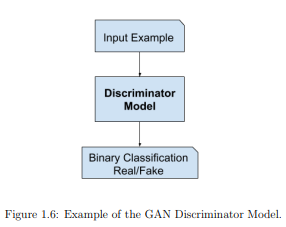 Input Example
Discriminator
Model
Binary Classification
Real/Fake
Figure 1.6: Example of the GAN Discriminator Model.